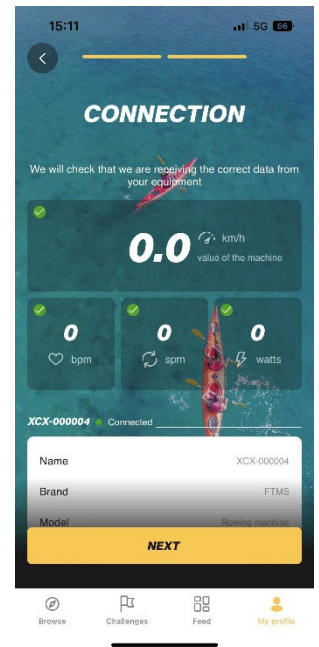 15:11
5G 56
CONNECTION
We will check that we are receiving the correct data from
your equipment
0.0
km/h
value of the machine
0
bpm
0
spm
0
watts
XCX-000004 Connected
Name XCX-000004
Brand FTMS
Model Rowing machine
NEXT
Browse Challenges Feed My profile